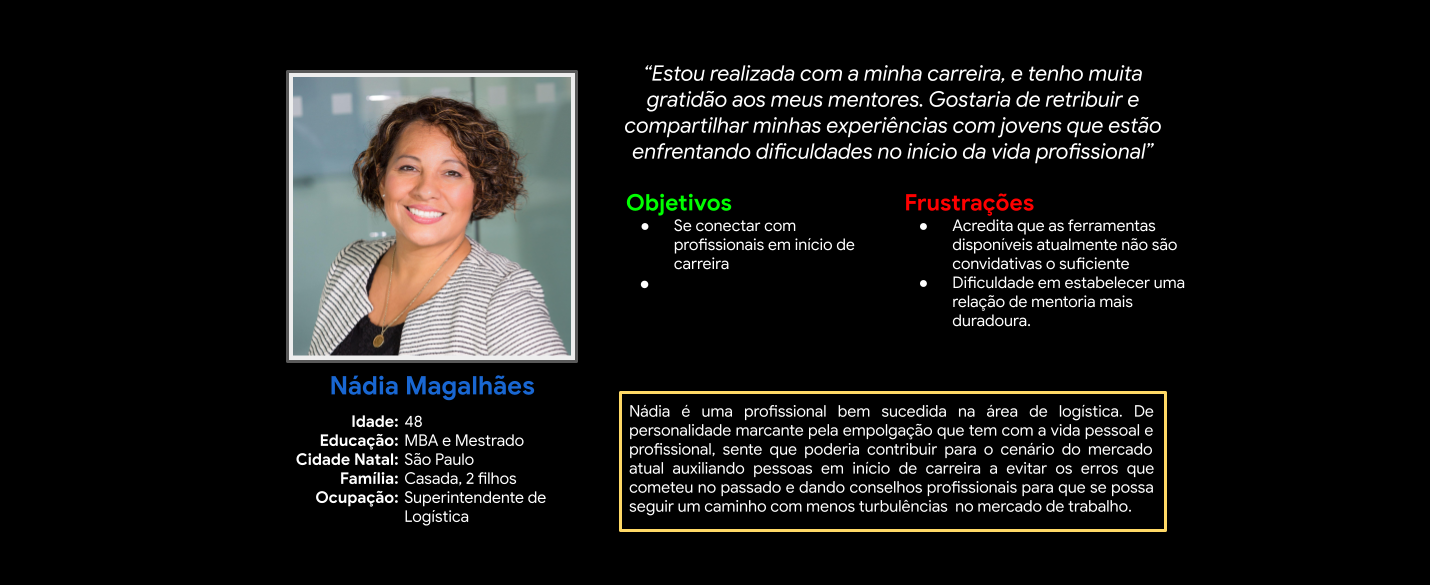 “Estou realizada com a minha carreira, e tenho muita
gratidão aos meus mentores. Gostaria de retribuir e
compartilhar minhas experiências com jovens que estão
enfrentando dificuldades no início da vida profissional”
Objetivos
● Se conectar com
profissionais em início de
carreira
●
Frustrações
● Acredita que as ferramentas
disponíveis atualmente não são
convidativas o suficiente
● Dificuldade em estabelecer uma
relação de mentoria mais
duradoura.
Nádia Magalhães
Idade: 48
Educação: MBA e Mestrado
Cidade Natal: São Paulo
Família: Casada, 2 filhos
Ocupação: Superintendente de
Logística
Nádia é uma profissional bem sucedida na área de logística. De
personalidade marcante pela empolgação que tem com a vida pessoal e
profissional, sente que poderia contribuir para o cenário do mercado
atual auxiliando pessoas em início de carreira a evitar os erros que
cometeu no passado e dando conselhos profissionais para que se possa
seguir um caminho com menos turbulências  no mercado de trabalho.